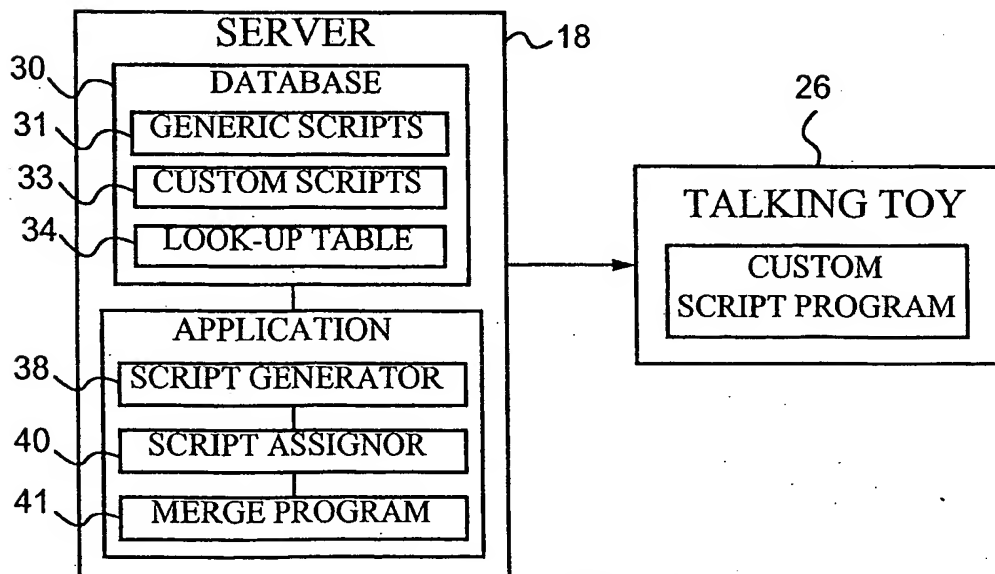 SERVER
18
30
DATABASE
31
GENERIC SCRIPTS
33
CUSTOM SCRIPTS
34
LOOK-UP TABLE
APPLICATION
38
SCRIPT GENERATOR
40
SCRIPT ASSIGNOR
41
MERGE PROGRAM
26
TALKING TOY
CUSTOM
SCRIPT PROGRAM